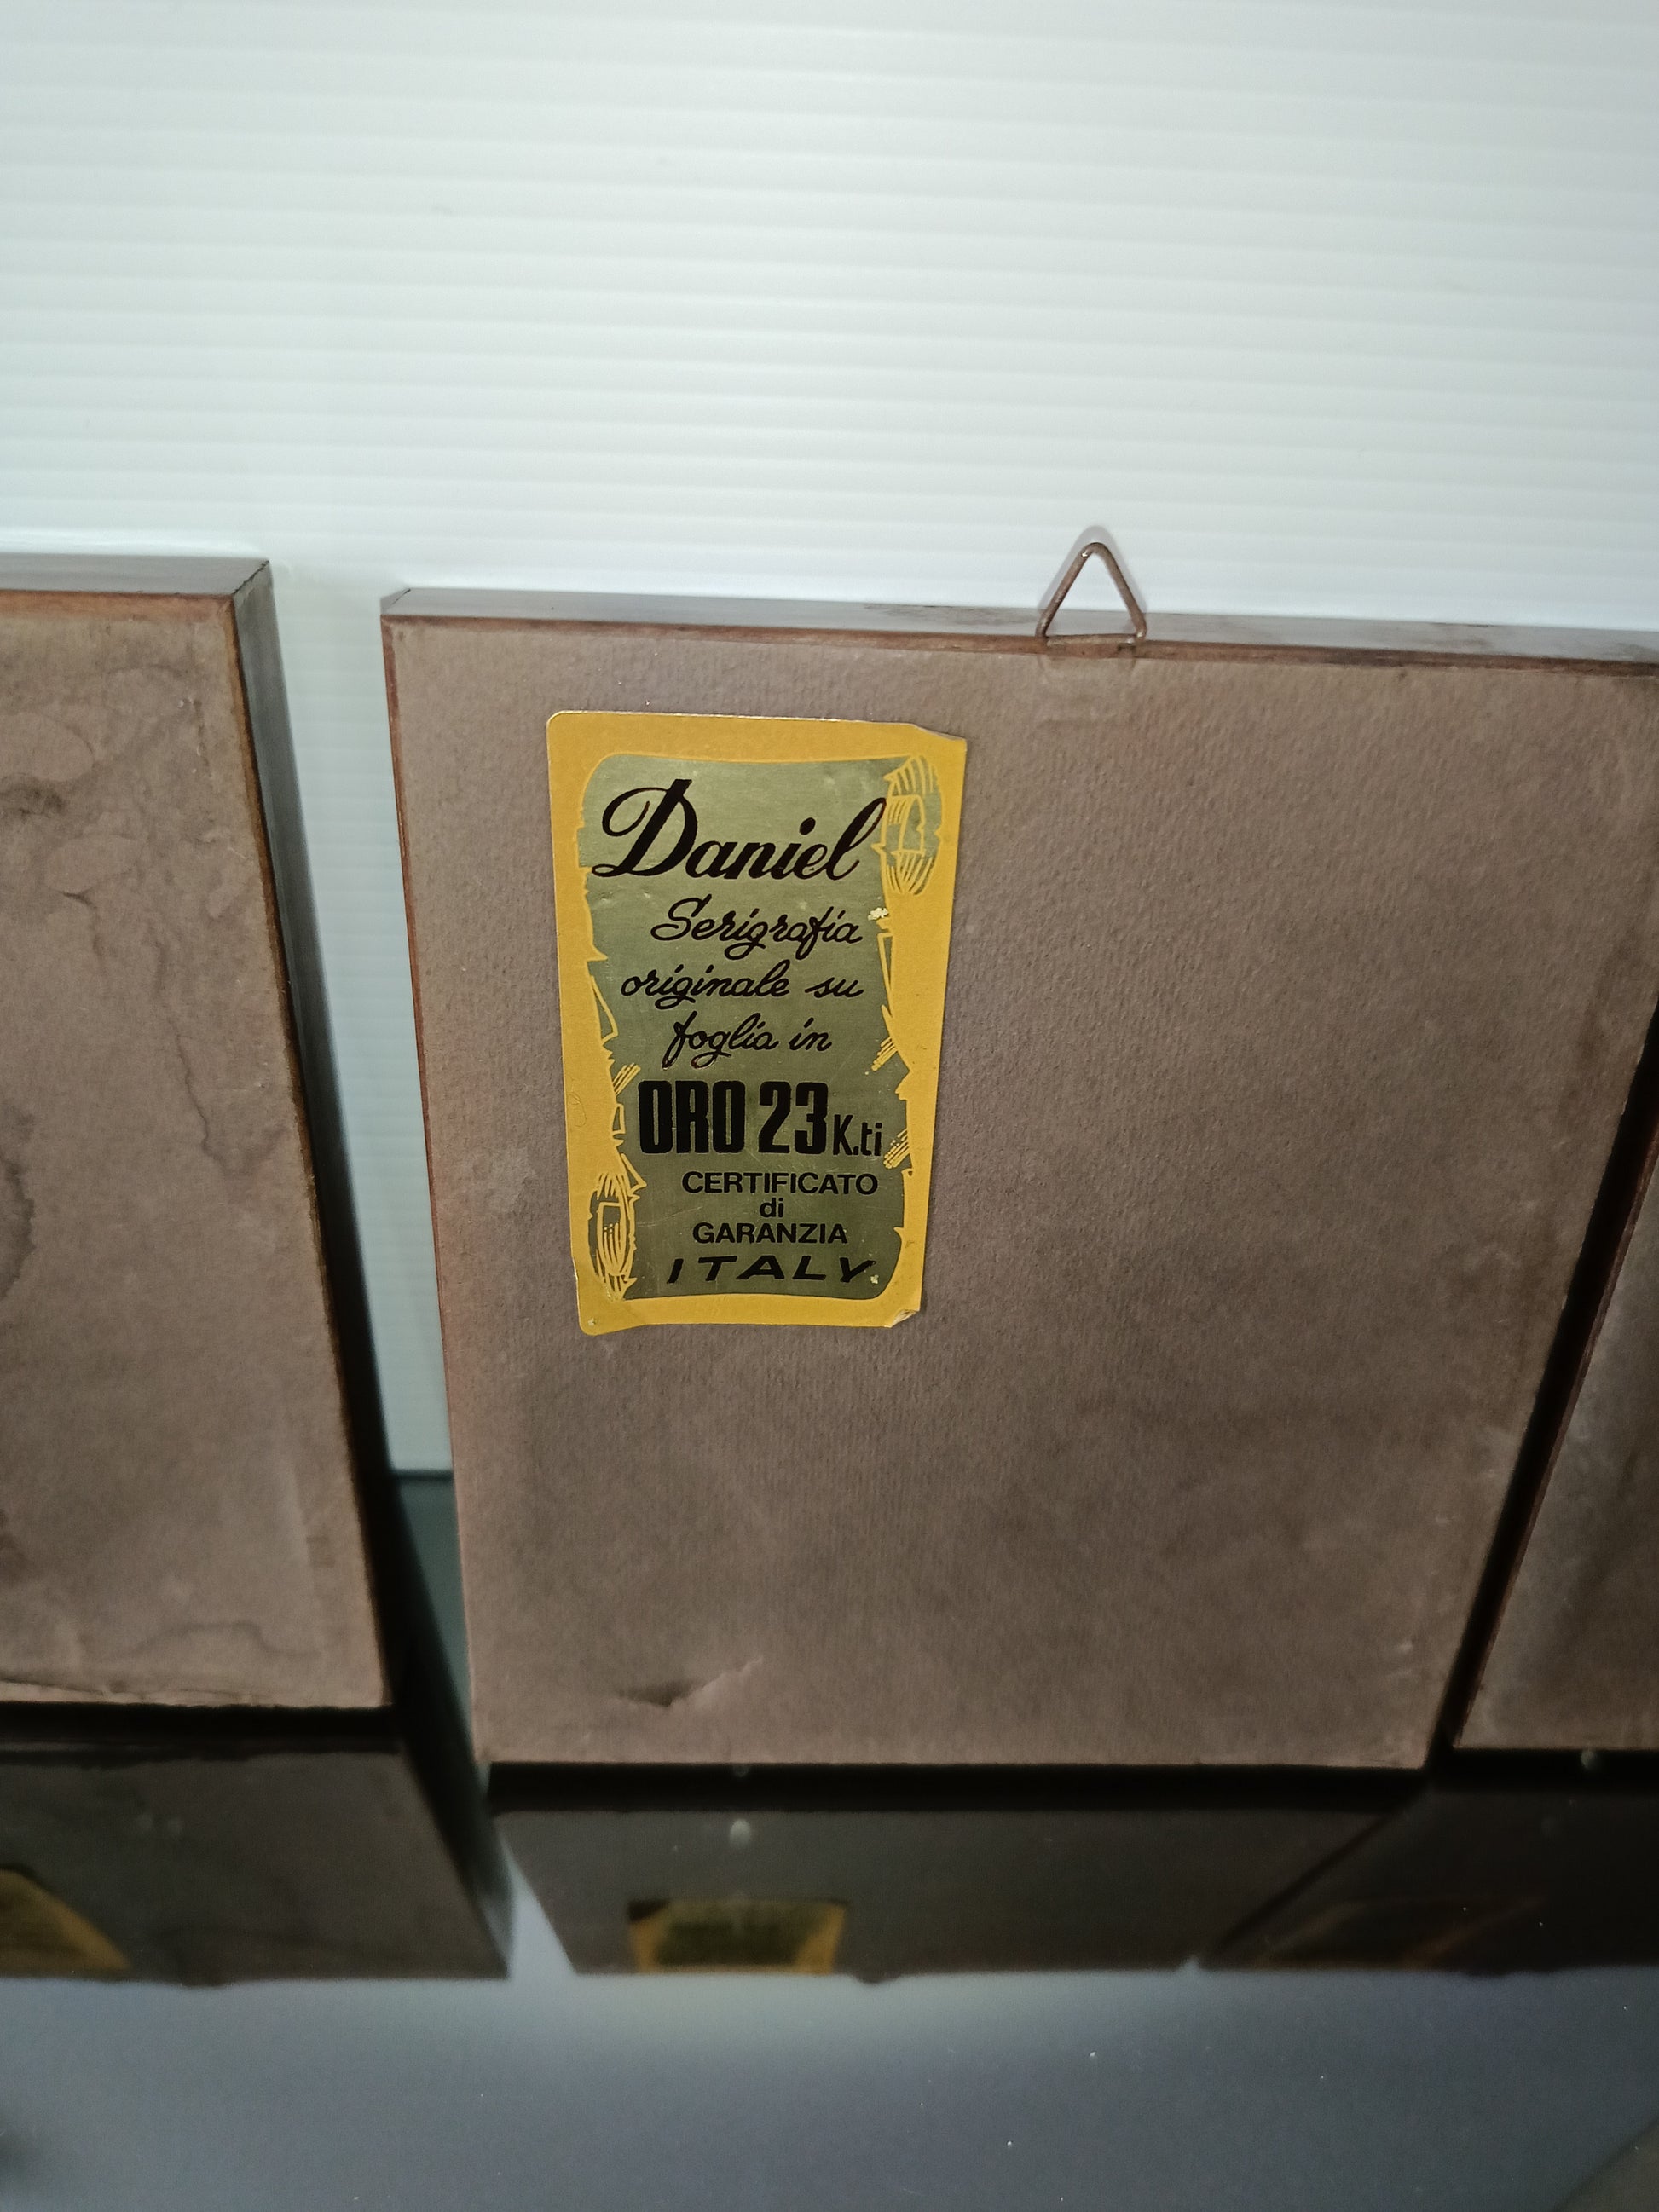 Daniel
Serigrafia
originale su
foglia in
ORO 23 K.ti
CERTIFICATO
di
GARANZIA
ITALY